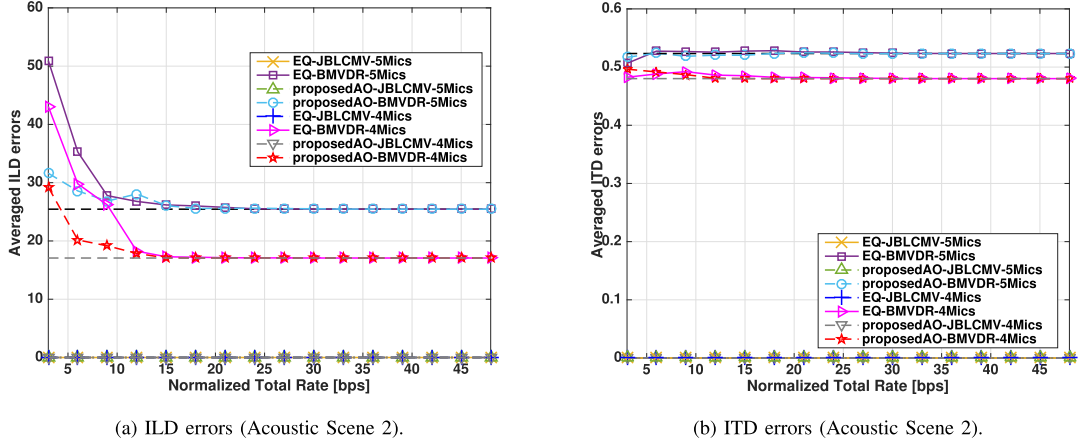 60
50
40
30
20
10
0
5 10 15 20 25 30 35 40 45
Averaged ILD errors
Normalized Total Rate [bps]
EQ-JBLCMV-5Mics
EQ-BMVDR-5Mics
proposedAO-JBLCMV-5Mics
proposedAO-BMVDR-5Mics
EQ-JBLCMV-4Mics
EQ-BMVDR-4Mics
proposedAO-JBLCMV-4Mics
proposedAO-BMVDR-4Mics
(a) ILD errors (Acoustic Scene 2).
0.6
0.5
0.4
0.3
0.2
0.1
0
5 10 15 20 25 30 35 40 45
Averaged ITD errors
Normalized Total Rate [bps]
EQ-JBLCMV-5Mics
EQ-BMVDR-5Mics
proposedAO-JBLCMV-5Mics
proposedAO-BMVDR-5Mics
EQ-JBLCMV-4Mics
EQ-BMVDR-4Mics
proposedAO-JBLCMV-4Mics
proposedAO-BMVDR-4Mics
(b) ITD errors (Acoustic Scene 2).